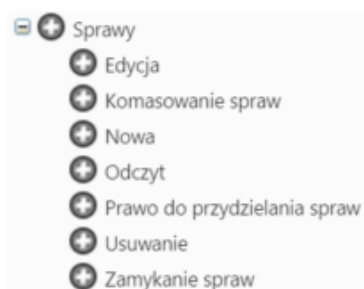 Sprawy
Edycja
Komasowanie spraw
Nowa
Odczyt
Prawo do przydzielania spraw
Usuwanie
Zamykanie spraw